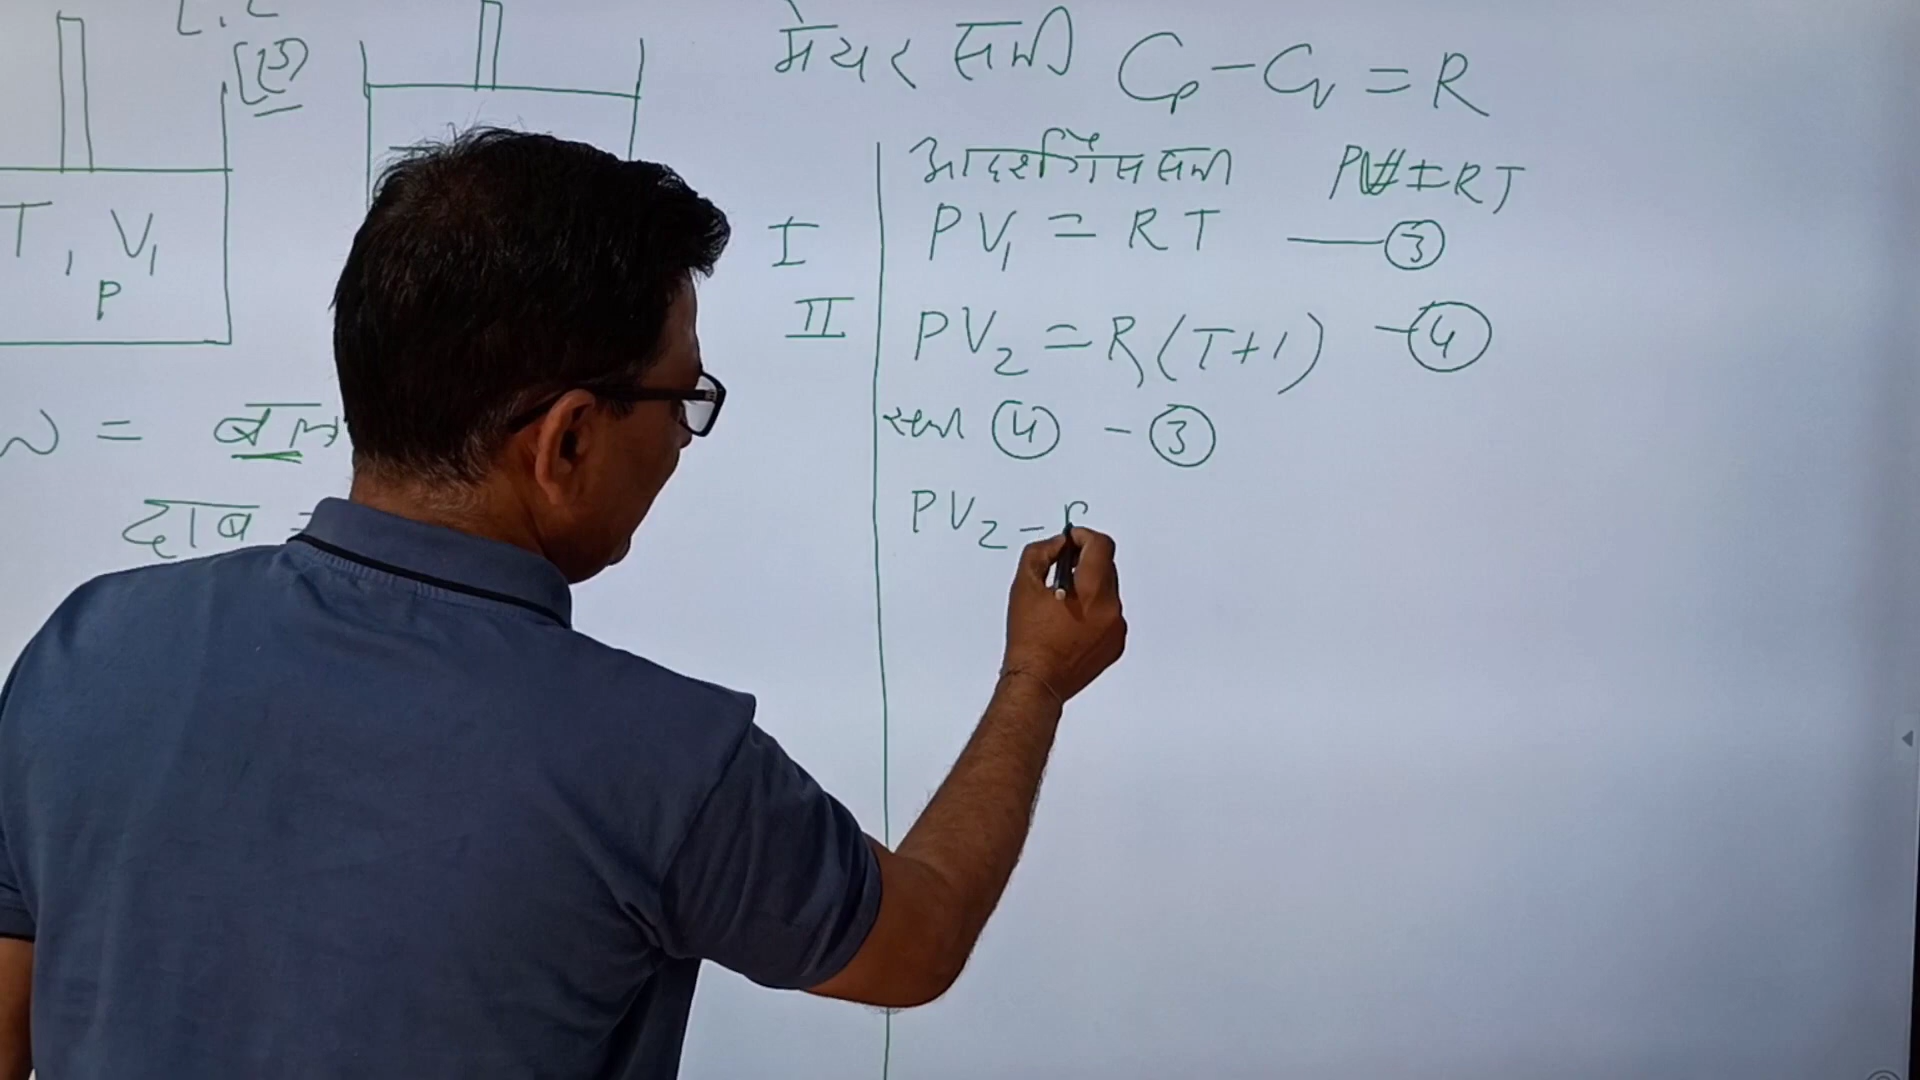 T, V₁
P
W = बल
दाब =
मेयर समी Cp - Cv = R
आदर्श गैस समी PV = RT
I PV₁ = RT — ③
II PV₂ = R(T+1) — ④
समी ④ - ③
PV₂ - P